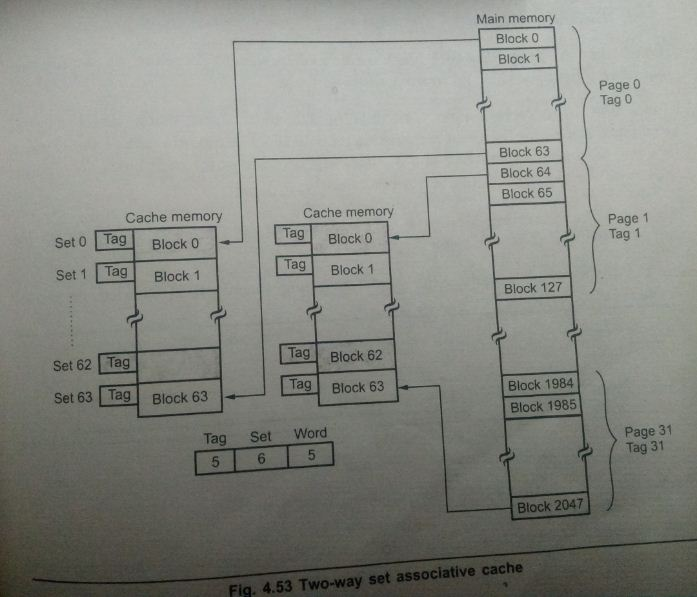 Main memory
Block 0
Block 1
Page 0
Tag 0
Block 63
Block 64
Block 65
Page 1
Tag 1
Block 127
Block 1984
Block 1985
Page 31
Tag 31
Block 2047
Cache memory
Set 0 Tag Block 0
Set 1 Tag Block 1
Set 62 Tag
Set 63 Tag Block 63
Cache memory
Tag Block 0
Tag Block 1
Tag Block 62
Tag Block 63
Tag Set Word
5 6 5
Fig. 4.53 Two-way set associative cache